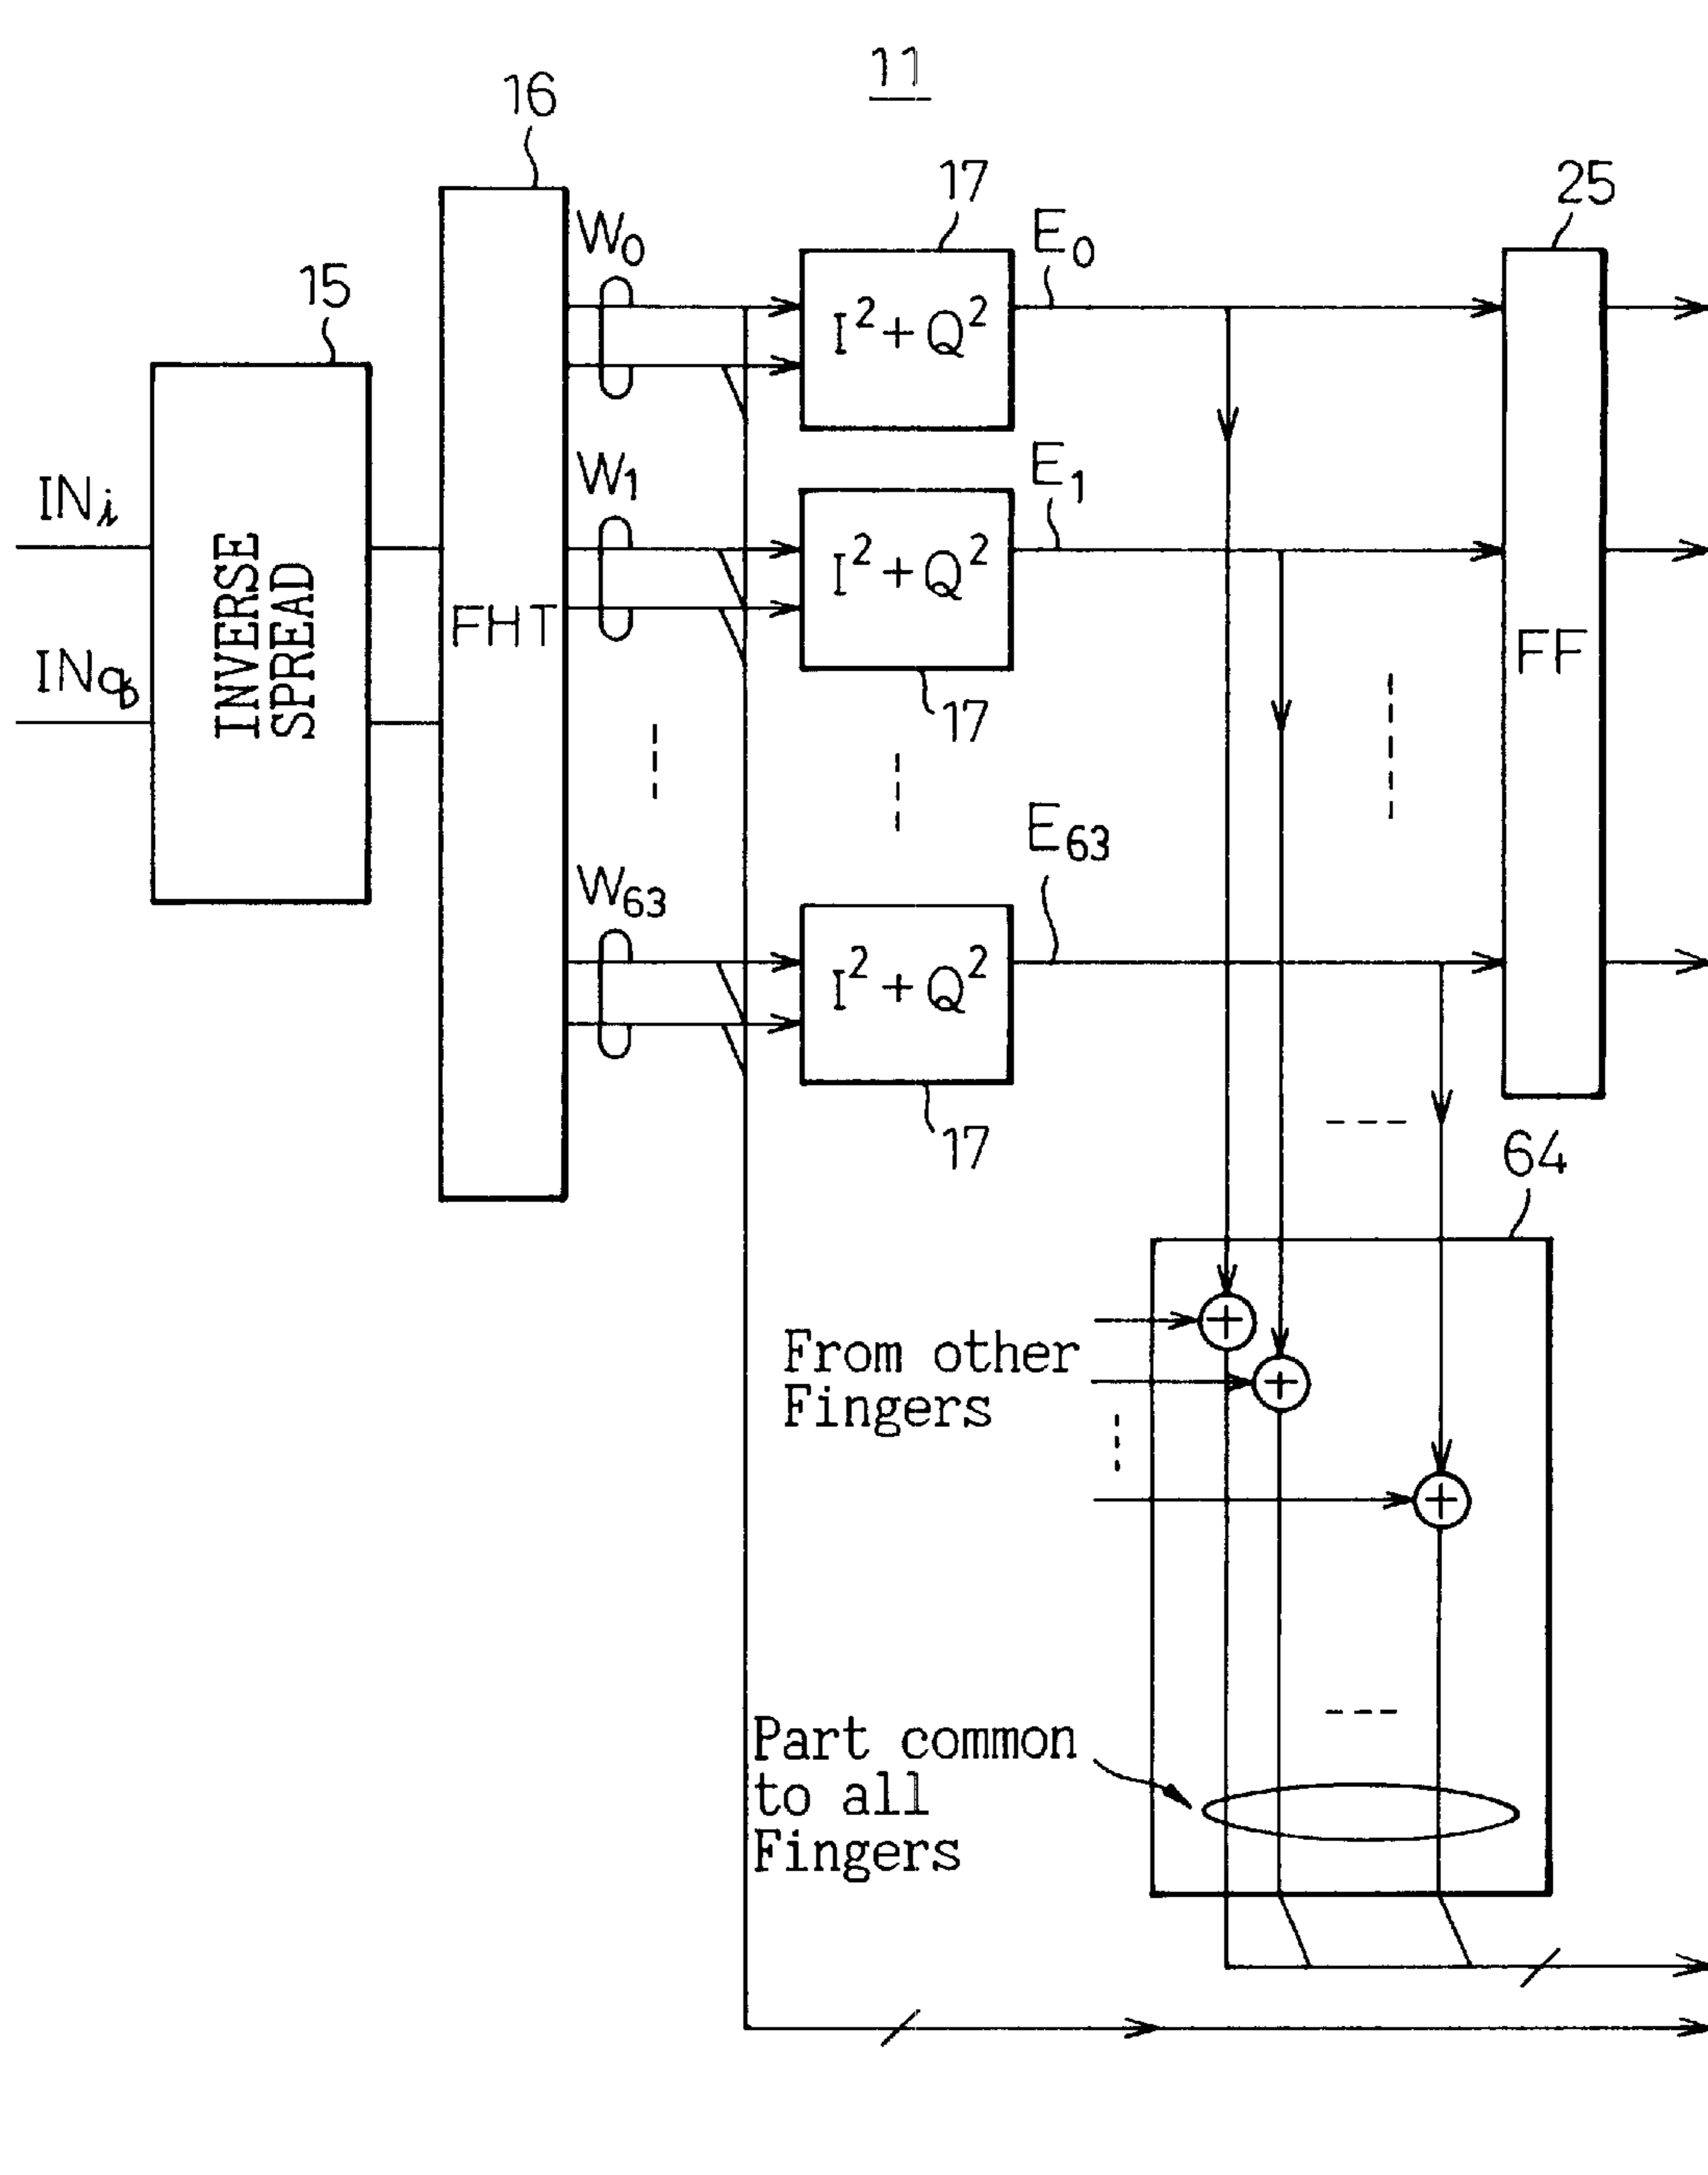 11
16
17
25
W0
E0
15
I²+Q²
W1
E1
INi
I²+Q²
INVERSE
SPREAD
FHT
FF
INq
17
E63
W63
I²+Q²
17
64
From other
Fingers
Part common
to all
Fingers